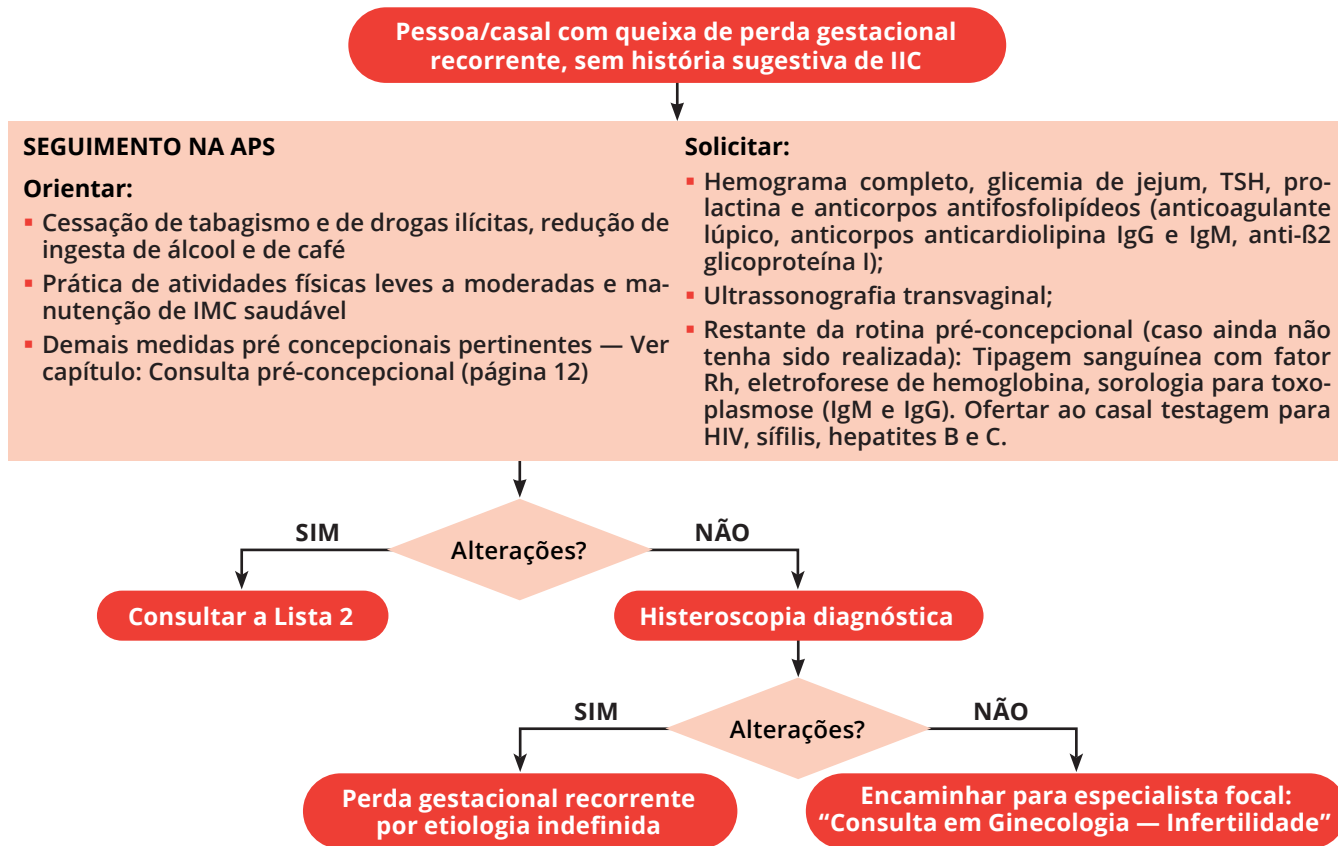 Pessoa/casal com queixa de perda gestacional
recorrente, sem história sugestiva de IIC
SEGUIMENTO NA APS
Orientar:
▪ Cessação de tabagismo e de drogas ilícitas, redução de
ingesta de álcool e de café
▪ Prática de atividades físicas leves a moderadas e ma-
nutenção de IMC saudável
▪ Demais medidas pré concepcionais pertinentes — Ver
capítulo: Consulta pré-concepcional (página 12)
Solicitar:
▪ Hemograma completo, glicemia de jejum, TSH, pro-
lactina e anticorpos antifosfolipídeos (anticoagulante
lúpico, anticorpos anticardiolipina IgG e IgM, anti-ß2
glicoproteína I);
▪ Ultrassonografia transvaginal;
▪ Restante da rotina pré-concepcional (caso ainda não
tenha sido realizada): Tipagem sanguínea com fator
Rh, eletroforese de hemoglobina, sorologia para toxo-
plasmose (IgM e IgG). Ofertar ao casal testagem para
HIV, sífilis, hepatites B e C.
SIM
Alterações?
NÃO
Consultar a Lista 2
Histeroscopia diagnóstica
SIM
Alterações?
NÃO
Perda gestacional recorrente
por etiologia indefinida
Encaminhar para especialista focal:
“Consulta em Ginecologia — Infertilidade”